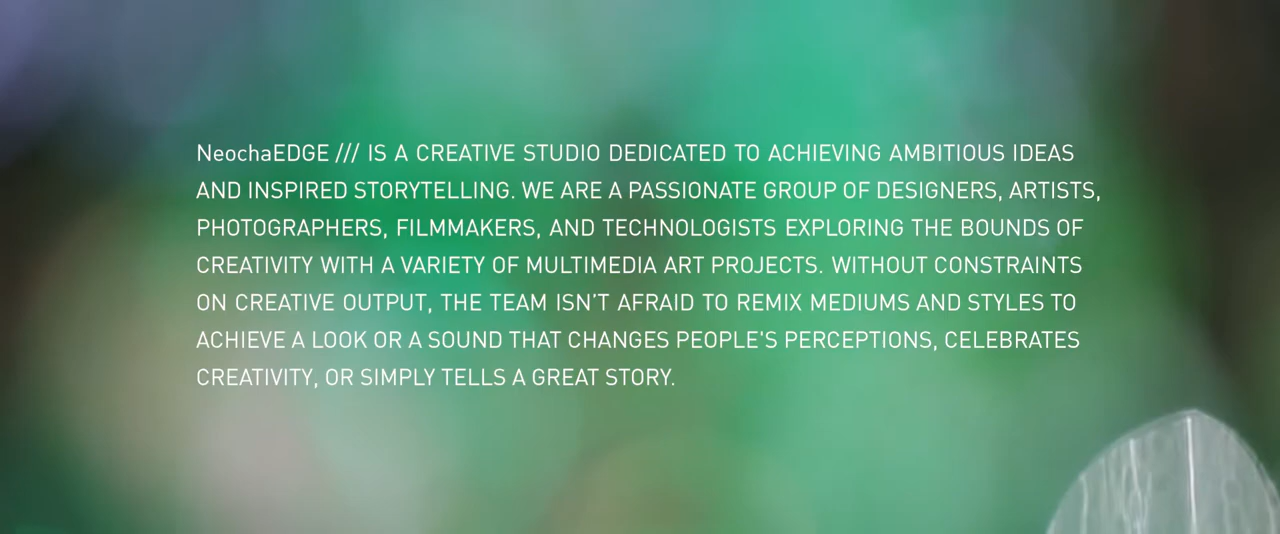 NeochaEDGE /// IS A CREATIVE STUDIO DEDICATED TO ACHIEVING AMBITIOUS IDEAS
AND INSPIRED STORYTELLING. WE ARE A PASSIONATE GROUP OF DESIGNERS, ARTISTS,
PHOTOGRAPHERS, FILMMAKERS, AND TECHNOLOGISTS EXPLORING THE BOUNDS OF
CREATIVITY WITH A VARIETY OF MULTIMEDIA ART PROJECTS. WITHOUT CONSTRAINTS
ON CREATIVE OUTPUT, THE TEAM ISN'T AFRAID TO REMIX MEDIUMS AND STYLES TO
ACHIEVE A LOOK OR A SOUND THAT CHANGES PEOPLE'S PERCEPTIONS, CELEBRATES
CREATIVITY, OR SIMPLY TELLS A GREAT STORY.